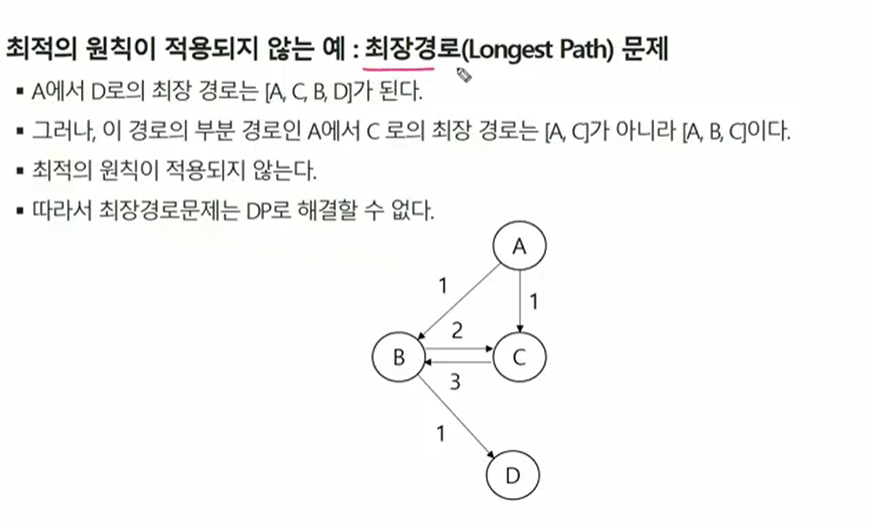 최적의 원칙이 적용되지 않는 예 : 최장경로(Longest Path) 문제
▪ A에서 D로의 최장 경로는 [A, C, B, D]가 된다.
▪ 그러나, 이 경로의 부분 경로인 A에서 C 로의 최장 경로는 [A, C]가 아니라 [A, B, C]이다.
▪ 최적의 원칙이 적용되지 않는다.
▪ 따라서 최장경로문제는 DP로 해결할 수 없다.
A
1
1
2
B
C
3
1
D